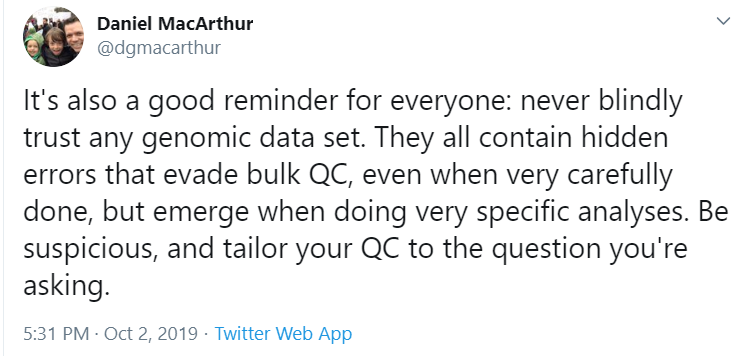 Daniel MacArthur
@dgmacarthur
It's also a good reminder for everyone: never blindly
trust any genomic data set. They all contain hidden
errors that evade bulk QC, even when very carefully
done, but emerge when doing very specific analyses. Be
suspicious, and tailor your QC to the question you're
asking.
5:31 PM · Oct 2, 2019 · Twitter Web App